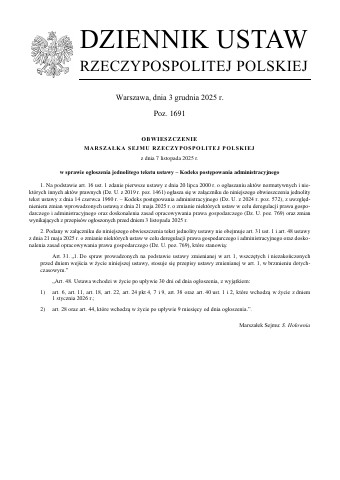 DZIENNIK USTAW
RZECZYPOSPOLITEJ POLSKIEJ
Warszawa, dnia 3 grudnia 2025 r.
Poz. 1691
OBWIESZCZENIE
MARSZAŁKA SEJMU RZECZYPOSPOLITEJ POLSKIEJ
z dnia 7 listopada 2025 r.
w sprawie ogłoszenia jednolitego tekstu ustawy – Kodeks postępowania administracyjnego
1. Na podstawie art. 16 ust. 1 zdanie pierwsze ustawy z dnia 20 lipca 2000 r. o ogłaszaniu aktów normatywnych i nie-
których innych aktów prawnych (Dz. U. z 2019 r. poz. 1461) ogłasza się w załączniku do niniejszego obwieszczenia jednolity
tekst ustawy z dnia 14 czerwca 1960 r. – Kodeks postępowania administracyjnego (Dz. U. z 2024 r. poz. 572), z uwzględ-
nieniem zmian wprowadzonych ustawą z dnia 21 maja 2025 r. o zmianie niektórych ustaw w celu deregulacji prawa gospo-
darczego i administracyjnego oraz doskonalenia zasad opracowywania prawa gospodarczego (Dz. U. poz. 769) oraz zmian
wynikających z przepisów ogłoszonych przed dniem 3 listopada 2025 r.
2. Podany w załączniku do niniejszego obwieszczenia tekst jednolity ustawy nie obejmuje art. 31 ust. 1 i art. 48 ustawy
z dnia 21 maja 2025 r. o zmianie niektórych ustaw w celu deregulacji prawa gospodarczego i administracyjnego oraz dosko-
nalenia zasad opracowywania prawa gospodarczego (Dz. U. poz. 769), które stanowią:
„Art. 31. 1. Do spraw prowadzonych na podstawie ustawy zmienianej w art. 1, wszczętych i niezakończonych
przed dniem wejścia w życie niniejszej ustawy, stosuje się przepisy ustawy zmienianej w art. 1, w brzmieniu dotych-
czasowym.”
„Art. 48. Ustawa wchodzi w życie po upływie 30 dni od dnia ogłoszenia, z wyjątkiem:
1) art. 6, art. 11, art. 18, art. 22, art. 24 pkt 4, 7 i 9, art. 38 oraz art. 40 ust. 1 i 2, które wchodzą w życie z dniem
1 stycznia 2026 r.;
2) art. 28 oraz art. 44, które wchodzą w życie po upływie 9 miesięcy od dnia ogłoszenia.”.
Marszałek Sejmu: S. Hołownia